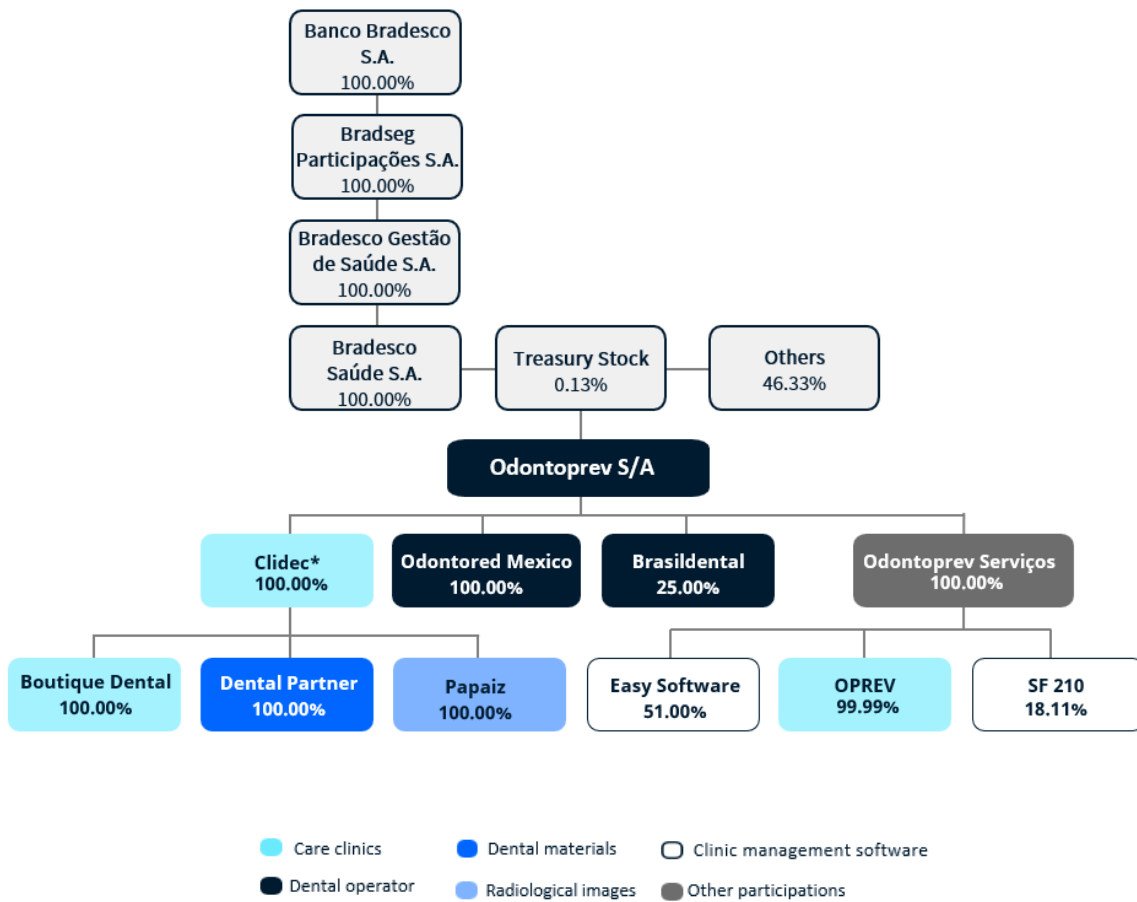 Banco Bradesco
S.A.
100.00%
Bradseg
Participações S.A.
100.00%
Bradesco Gestão
de Saúde S.A.
100.00%
Bradesco
Saúde S.A.
100.00%
Treasury Stock
0.13%
Others
46.33%
Odontoprev S/A
Clidec*
100.00%
Odontored Mexico
100.00%
Brasildental
25.00%
Odontoprev Serviços
100.00%
Boutique Dental
100.00%
Dental Partner
100.00%
Papaiz
100.00%
Easy Software
51.00%
OPREV
99.99%
SF 210
18.11%
Care clinics
Dental materials
Clinic management software
Dental operator
Radiological images
Other participations